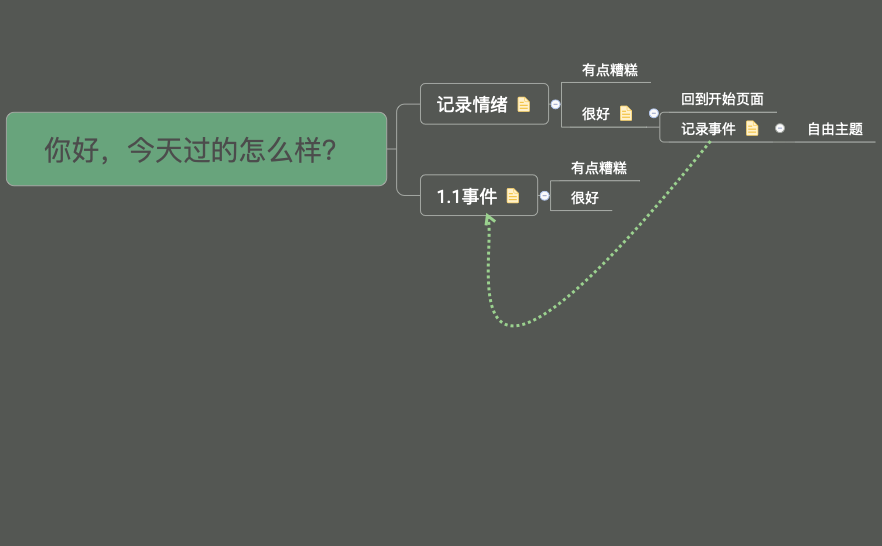 你好，今天过的怎么样？
记录情绪
有点糟糕
很好
回到开始页面
记录事件
自由主题
1.1事件
有点糟糕
很好